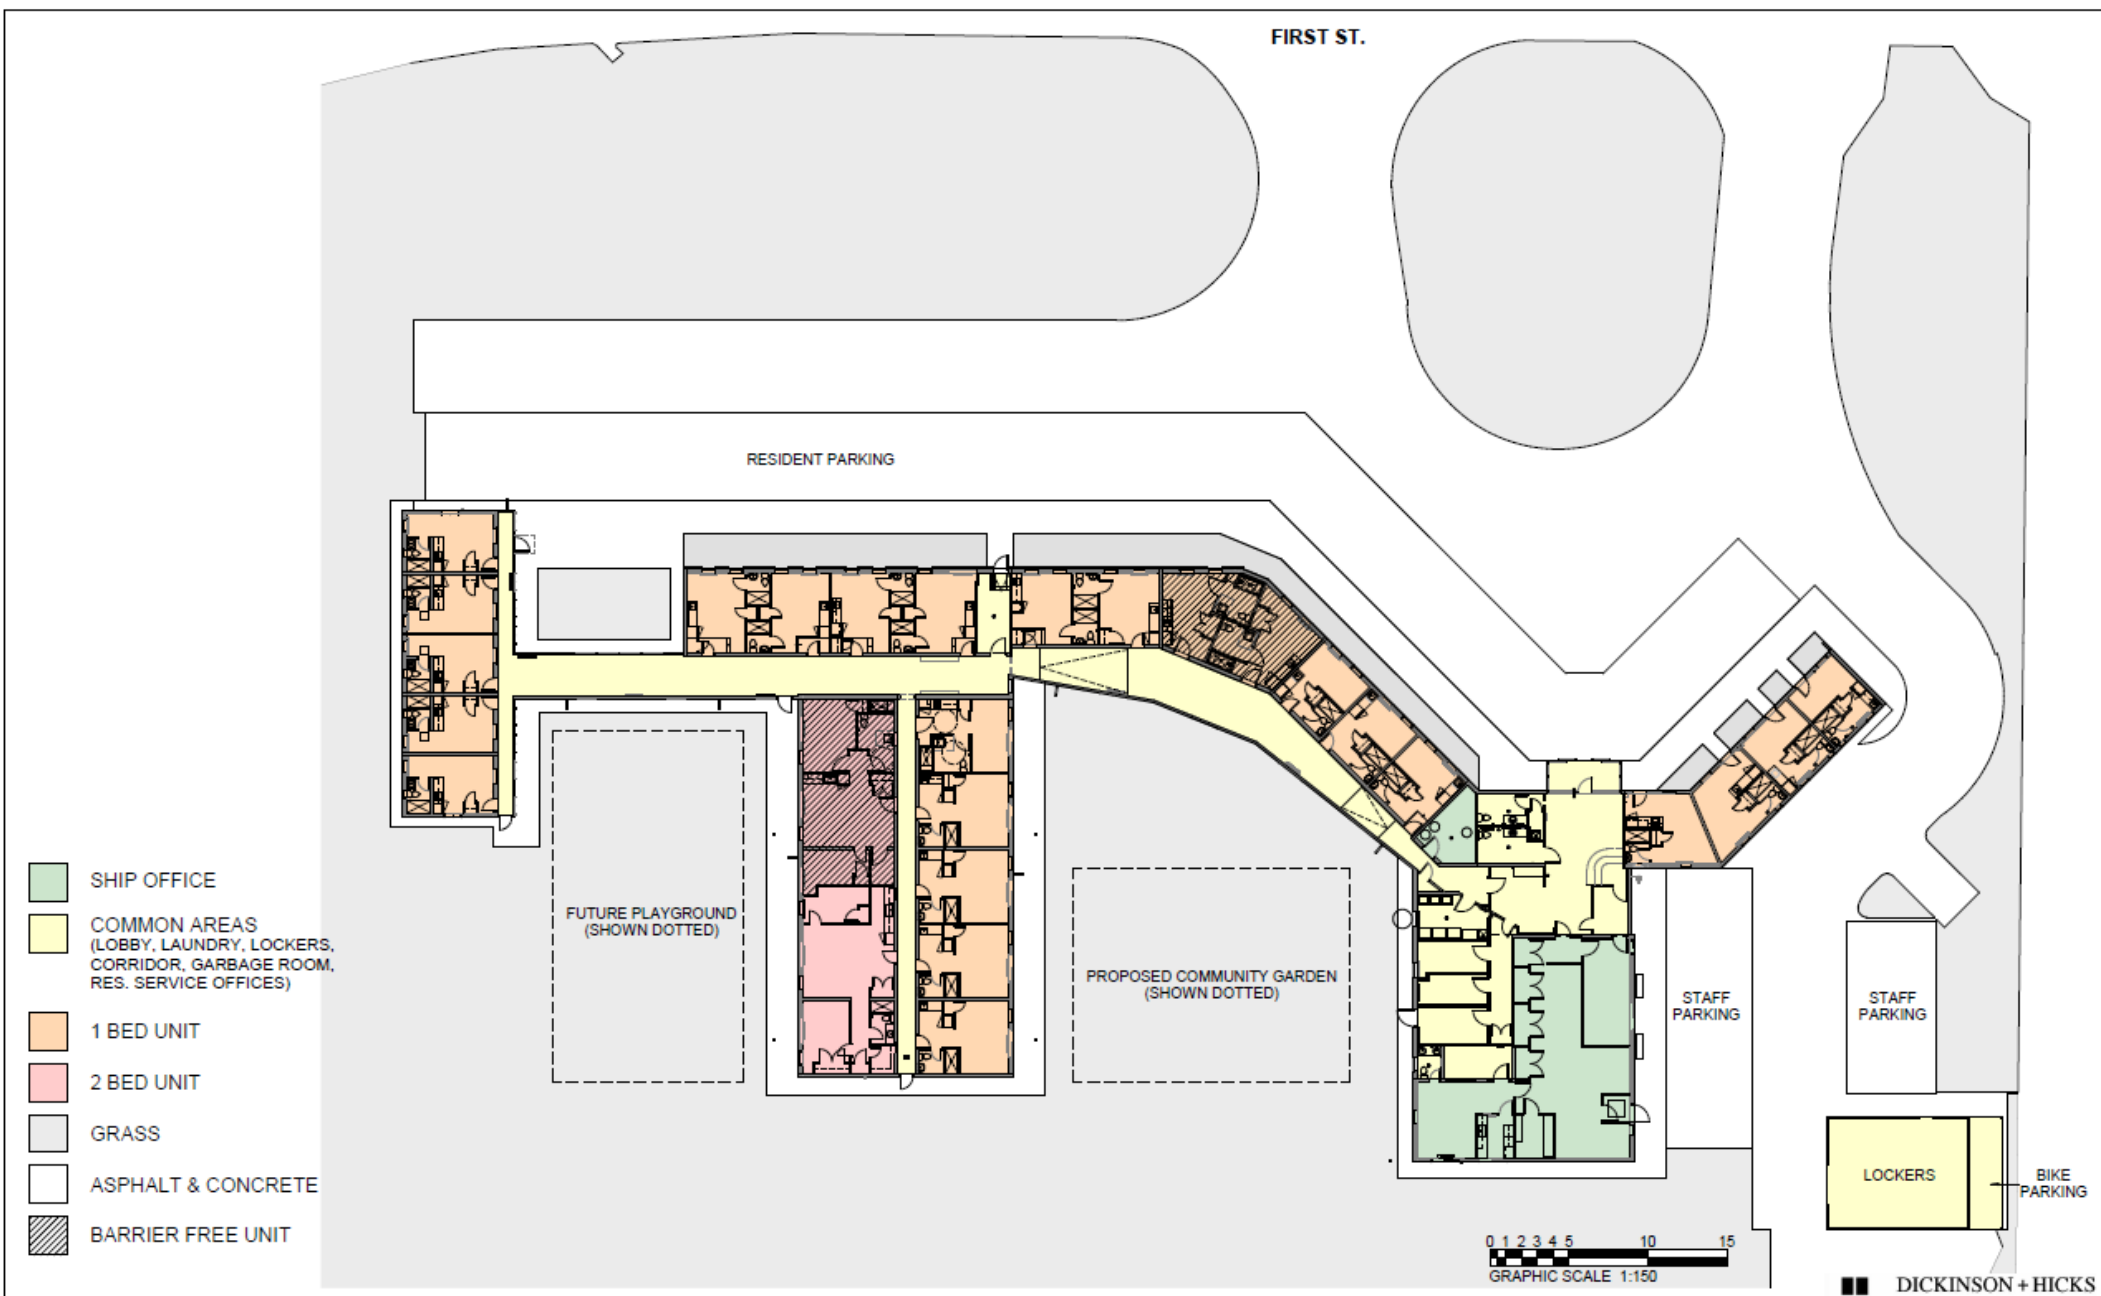 FIRST ST.
RESIDENT PARKING
FUTURE PLAYGROUND
(SHOWN DOTTED)
PROPOSED COMMUNITY GARDEN
(SHOWN DOTTED)
STAFF
PARKING
STAFF
PARKING
LOCKERS
BIKE
PARKING
SHIP OFFICE
COMMON AREAS
(LOBBY, LAUNDRY, LOCKERS,
CORRIDOR, GARBAGE ROOM,
RES. SERVICE OFFICES)
1 BED UNIT
2 BED UNIT
GRASS
ASPHALT & CONCRETE
BARRIER FREE UNIT
0 1 2 3 4 5 10 15
GRAPHIC SCALE 1:150
DICKINSON + HICKS